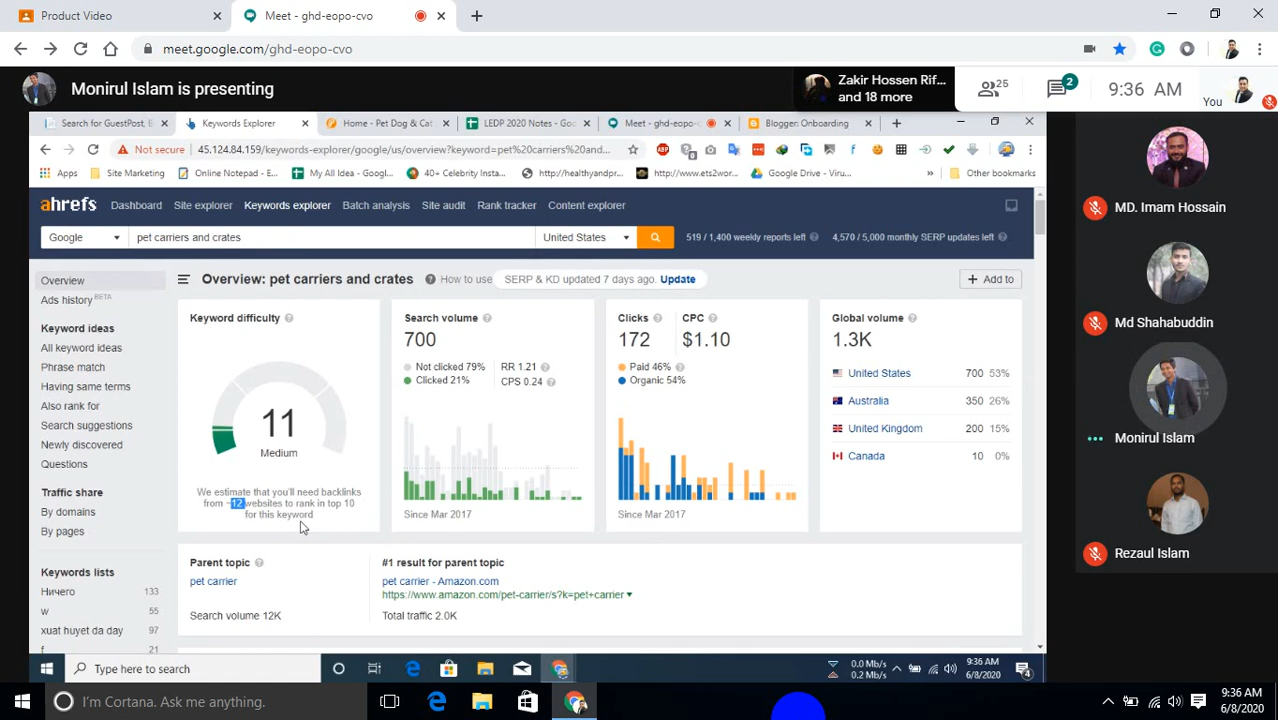 Product Video
Meet - ghd-eopo-cvo
meet.google.com/ghd-eopo-cvo
Monirul Islam is presenting
Zakir Hossen Rif...
and 18 more
25
2
9:36 AM
You
Search for GuestPost, B
Keywords Explorer
Home - Pet Dog & Cat
LEDP 2020 Notes - Goo
Meet - ghd-eopo-cvo
Blogger: Onboarding
Not secure
45.124.84.159/keywords-explorer/google/us/overview?keyword=pet%20carriers%20and...
Apps
Site Marketing
Online Notepad - E...
My All Idea - Googl...
40+ Celebrity Insta...
http://healthyandpr...
http://www.ets2wor...
Google Drive - Viru...
Other bookmarks
ahrefs
Dashboard
Site explorer
Keywords explorer
Batch analysis
Site audit
Rank tracker
Content explorer
Google
pet carriers and crates
United States
519 / 1,400 weekly reports left
4,570 / 5,000 monthly SERP updates left
Overview
Ads history BETA
Keyword ideas
All keyword ideas
Phrase match
Having same terms
Also rank for
Search suggestions
Newly discovered
Questions
Traffic share
By domains
By pages
Keywords lists
Ничего 133
w 55
xuat huyet da day 97
f 21
Overview: pet carriers and crates
How to use
SERP & KD updated 7 days ago. Update
+ Add to
Keyword difficulty
11
Medium
We estimate that you'll need backlinks
from ~12 websites to rank in top 10
for this keyword
Search volume
700
Not clicked 79%
Clicked 21%
RR 1.21
CPS 0.24
Since Mar 2017
Clicks
172
CPC
$1.10
Paid 46%
Organic 54%
Since Mar 2017
Global volume
1.3K
United States 700 53%
Australia 350 26%
United Kingdom 200 15%
Canada 10 0%
Parent topic
pet carrier
Search volume 12K
#1 result for parent topic
pet carrier - Amazon.com
https://www.amazon.com/pet-carrier/s?k=pet+carrier
Total traffic 2.0K
MD. Imam Hossain
Md Shahabuddin
Monirul Islam
Rezaul Islam
Type here to search
0.0 Mb/s
0.2 Mb/s
9:36 AM
6/8/2020
4
I'm Cortana. Ask me anything.
9:36 AM
6/8/2020